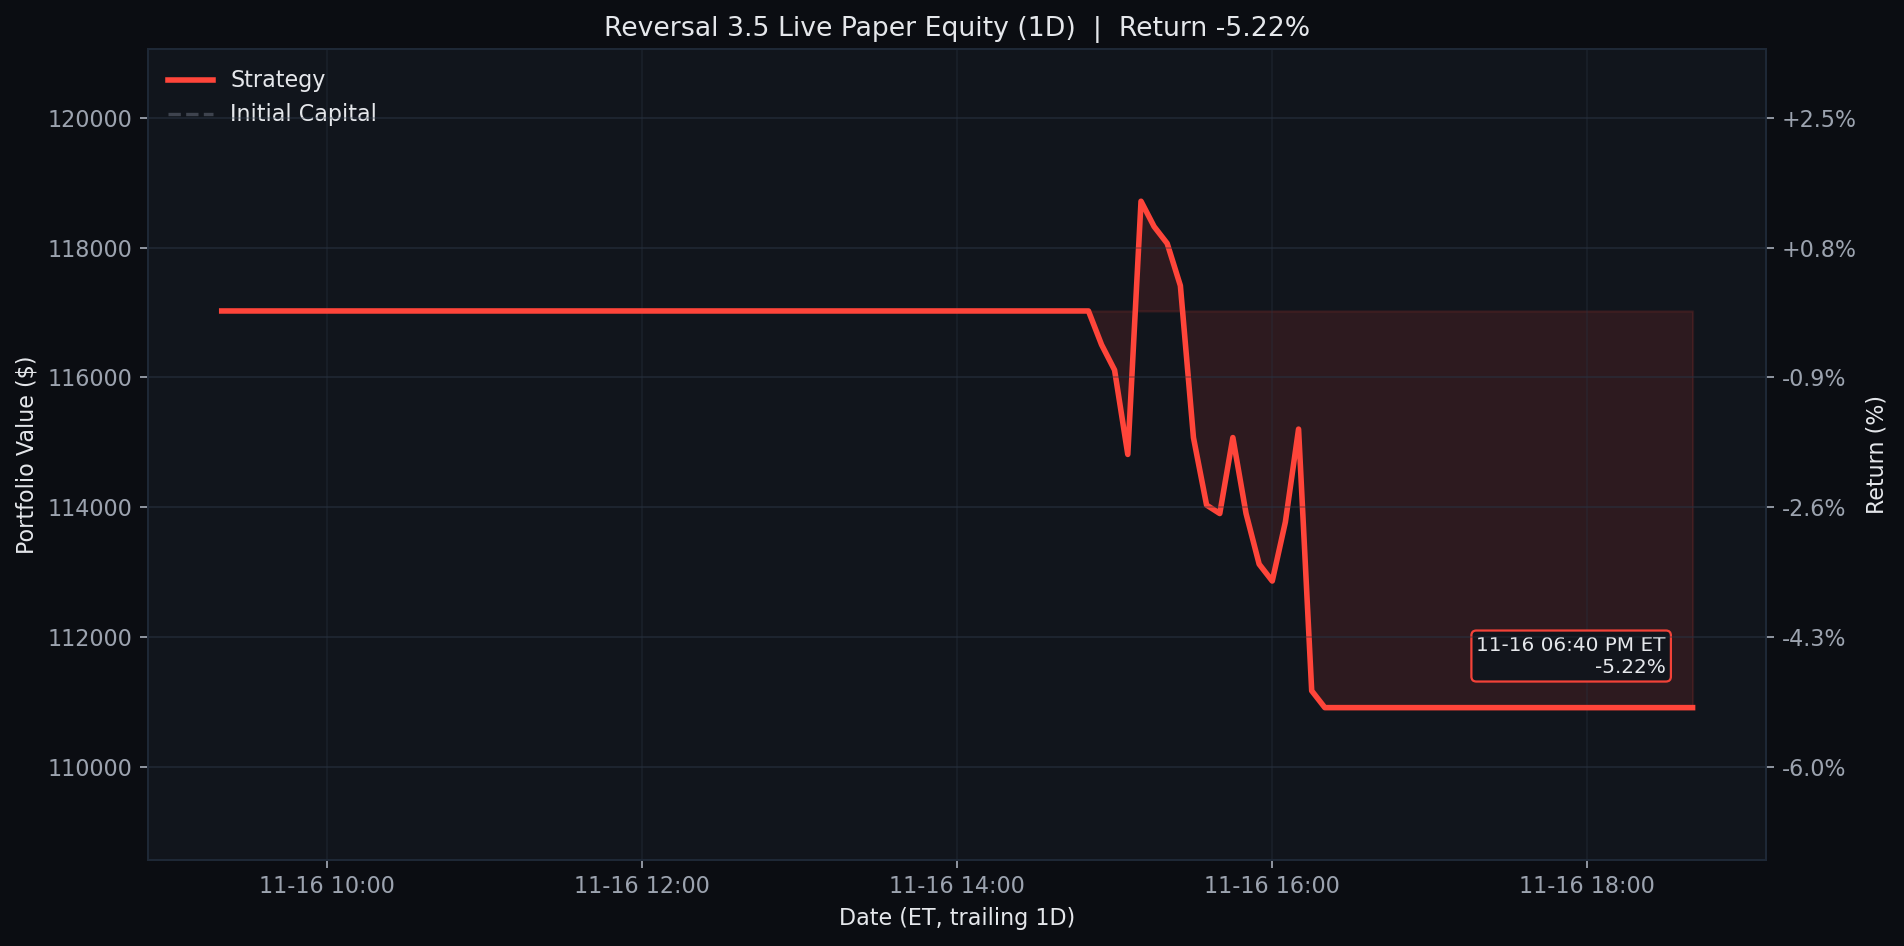 Reversal 3.5 Live Paper Equity (1D)  |  Return -5.22%
Strategy
Initial Capital
120000
118000
116000
114000
112000
110000
Portfolio Value ($)
+2.5%
+0.8%
-0.9%
-2.6%
-4.3%
-6.0%
Return (%)
11-16 06:40 PM ET
-5.22%
11-16 10:00
11-16 12:00
11-16 14:00
11-16 16:00
11-16 18:00
Date (ET, trailing 1D)